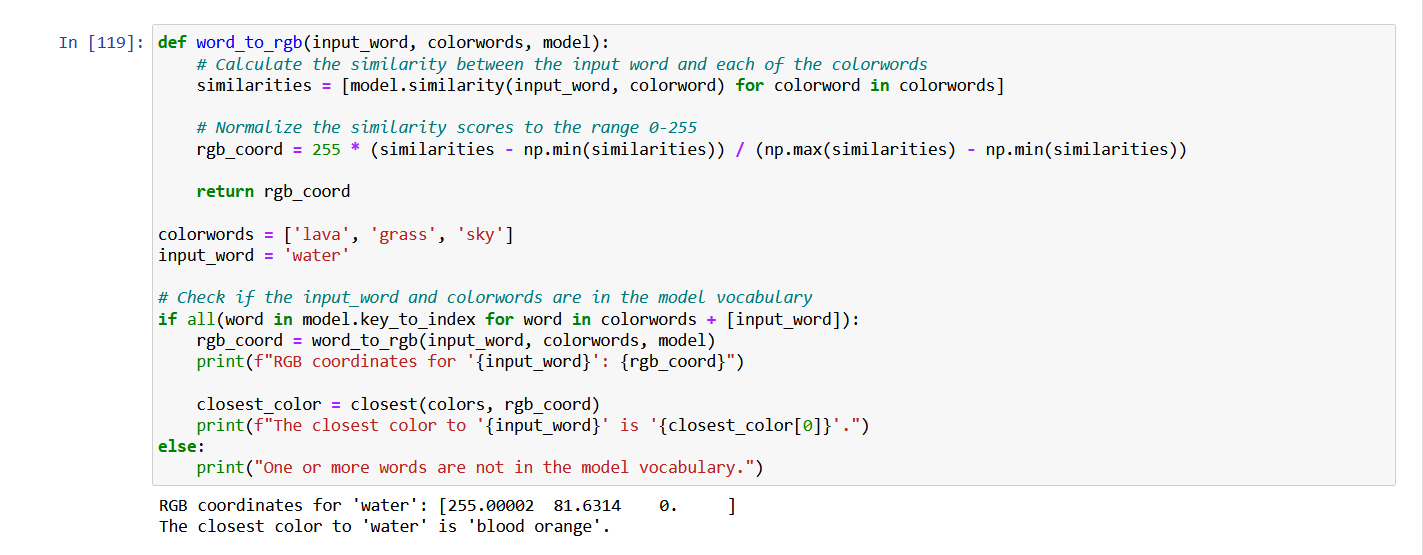 In [119]: def word_to_rgb(input_word, colorwords, model):
    # Calculate the similarity between the input word and each of the colorwords
    similarities = [model.similarity(input_word, colorword) for colorword in colorwords]
    # Normalize the similarity scores to the range 0-255
    rgb_coord = 255 * (similarities - np.min(similarities)) / (np.max(similarities) - np.min(similarities))
    return rgb_coord
colorwords = ['lava', 'grass', 'sky']
input_word = 'water'
# Check if the input_word and colorwords are in the model vocabulary
if all(word in model.key_to_index for word in colorwords + [input_word]):
    rgb_coord = word_to_rgb(input_word, colorwords, model)
    print(f"RGB coordinates for '{input_word}': {rgb_coord}")
    closest_color = closest(colors, rgb_coord)
    print(f"The closest color to '{input_word}' is '{closest_color[0]}'.")
else:
    print("One or more words are not in the model vocabulary.")
RGB coordinates for 'water': [255.00002  81.6314    0.     ]
The closest color to 'water' is 'blood orange'.